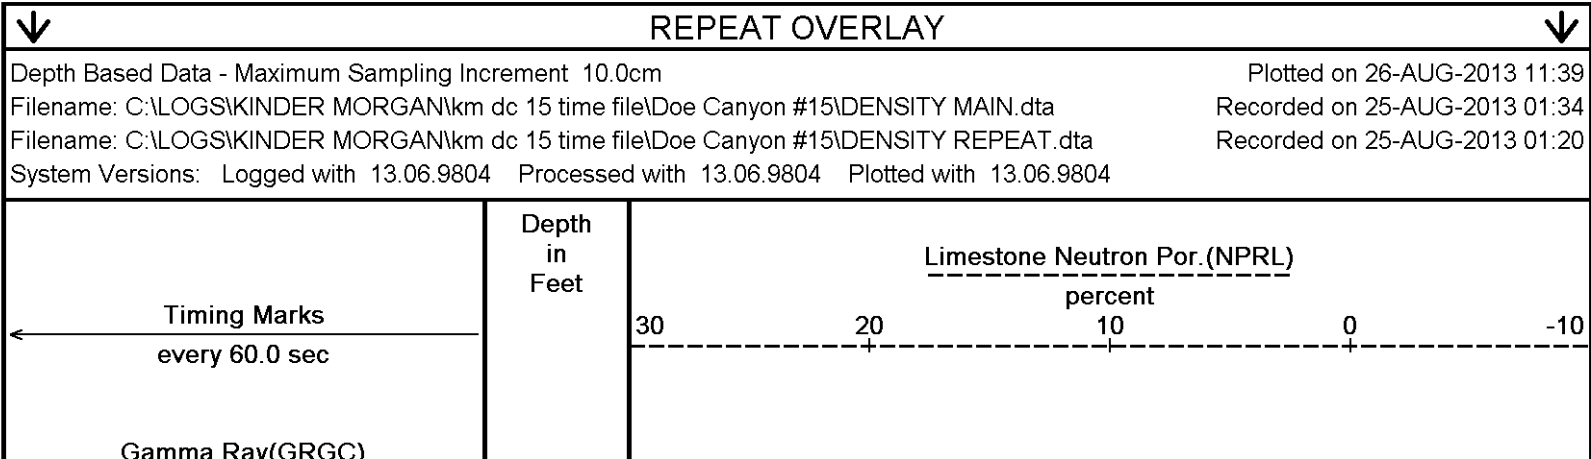 REPEAT OVERLAY
Depth Based Data - Maximum Sampling Increment 10.0cm Plotted on 26-AUG-2013 11:39
Filename: C:\LOGS\KINDER MORGAN\km dc 15 time file\Doe Canyon #15\DENSITY MAIN.dta Recorded on 25-AUG-2013 01:34
Filename: C:\LOGS\KINDER MORGAN\km dc 15 time file\Doe Canyon #15\DENSITY REPEAT.dta Recorded on 25-AUG-2013 01:20
System Versions: Logged with 13.06.9804 Processed with 13.06.9804 Plotted with 13.06.9804
Timing Marks
every 60.0 sec
Gamma Ray(GRGC)
Depth
in
Feet
Limestone Neutron Por.(NPRL)
percent
30 20 10 0 -10